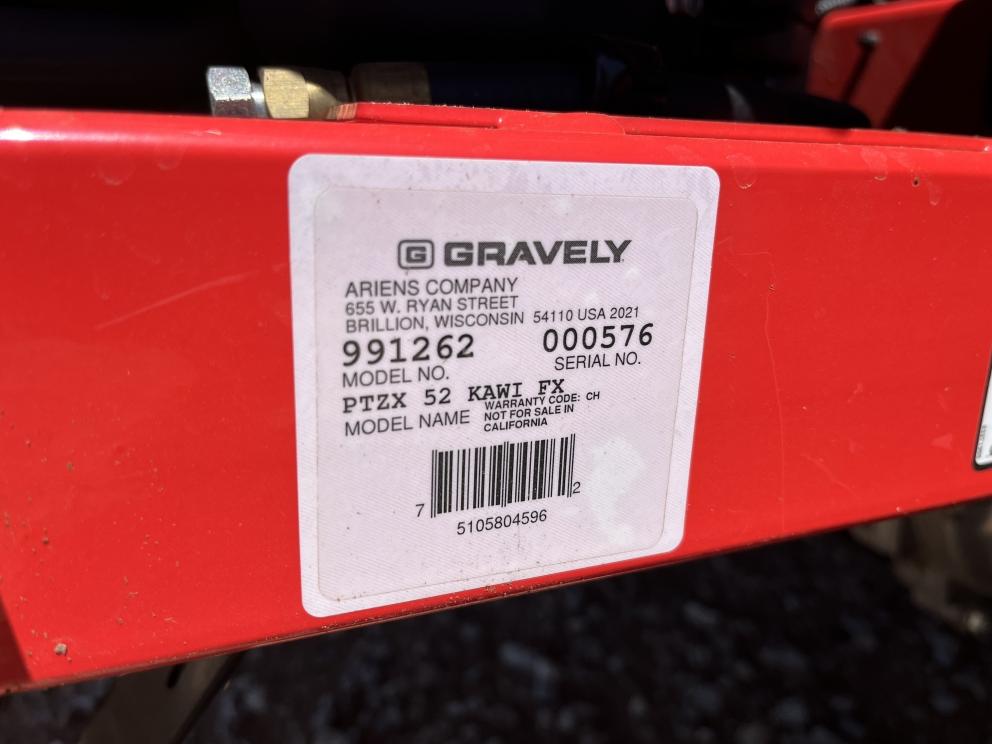 G GRAVELY
ARIENS COMPANY
655 W. RYAN STREET
BRILLION, WISCONSIN 54110 USA 2021
991262 000576
MODEL NO. SERIAL NO.
PTZX 52 KAWI FX
MODEL NAME
WARRANTY CODE: CH
NOT FOR SALE IN
CALIFORNIA
7 5105804596 2